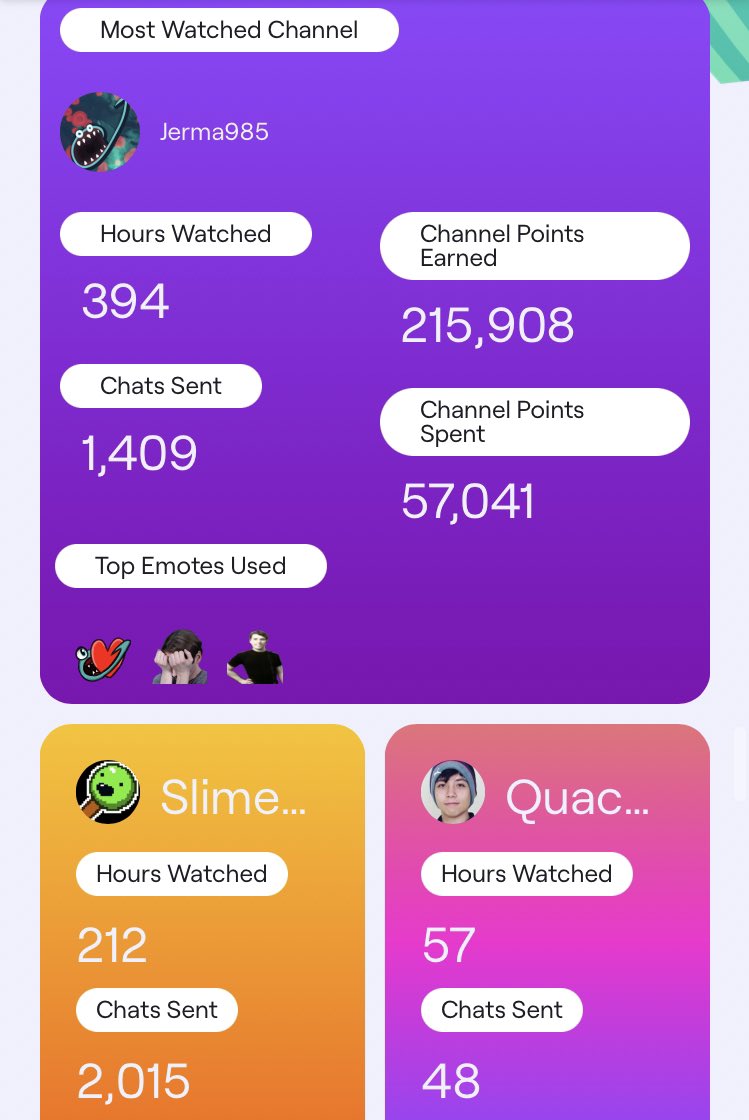 Most Watched Channel
Jerma985
Hours Watched
394
Channel Points
Earned
215,908
Chats Sent
1,409
Channel Points
Spent
57,041
Top Emotes Used
Slime...
Hours Watched
212
Chats Sent
2,015
Quac...
Hours Watched
57
Chats Sent
48